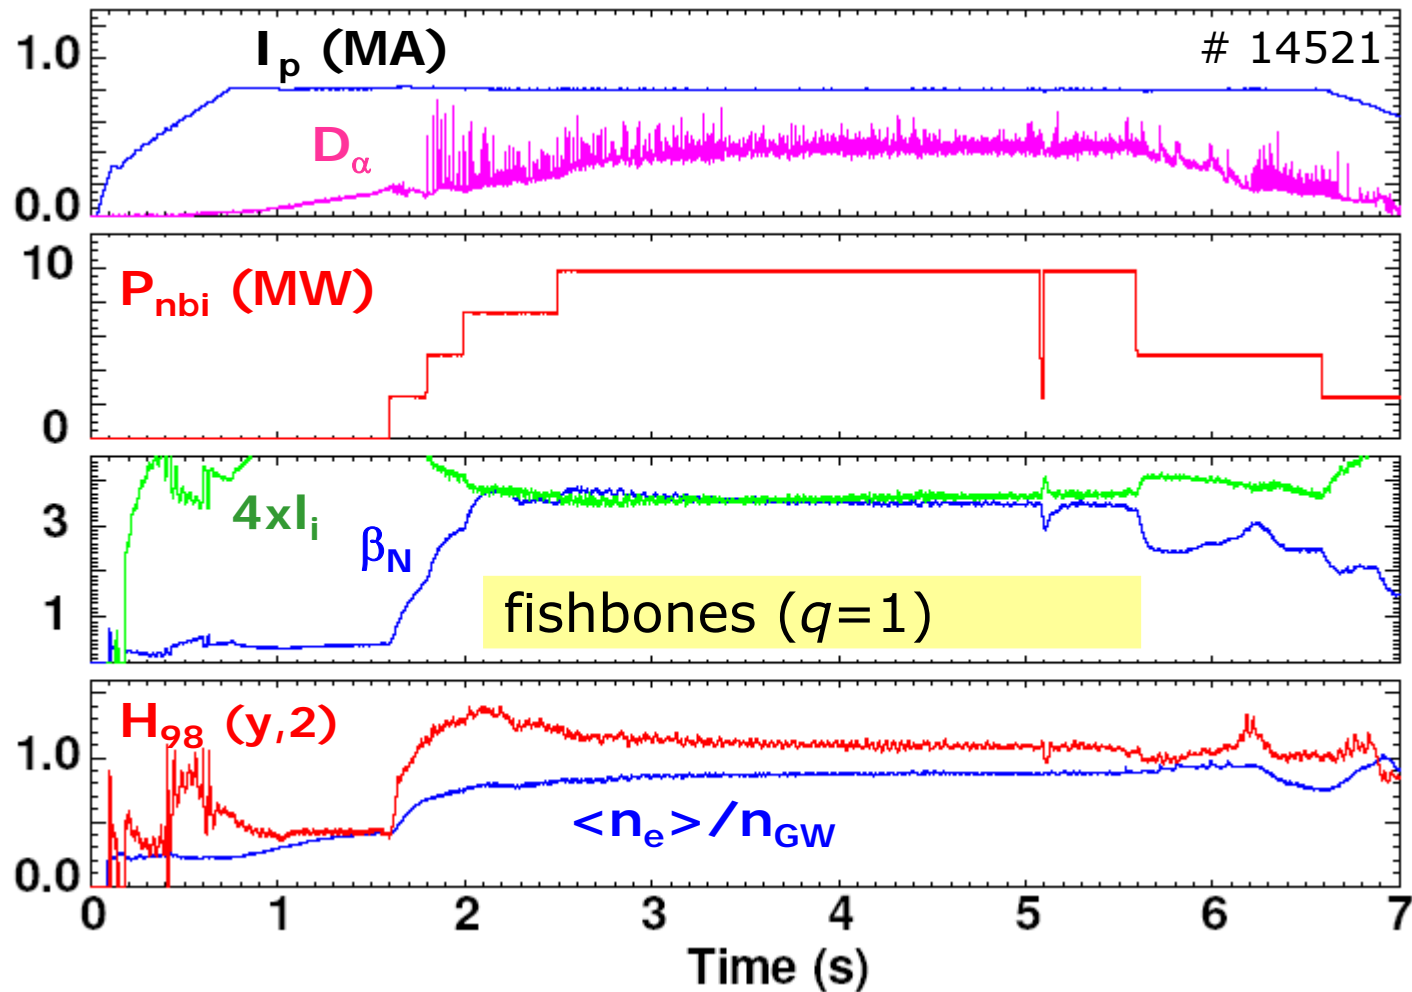 I_p (MA)
# 14521
1.0
D_α
0.0
10
P_nbi (MW)
0
3
4xl_i
β_N
1
fishbones (q=1)
H_98 (y,2)
1.0
<n_e>/n_GW
0.0
0 1 2 3 4 5 6 7
Time (s)